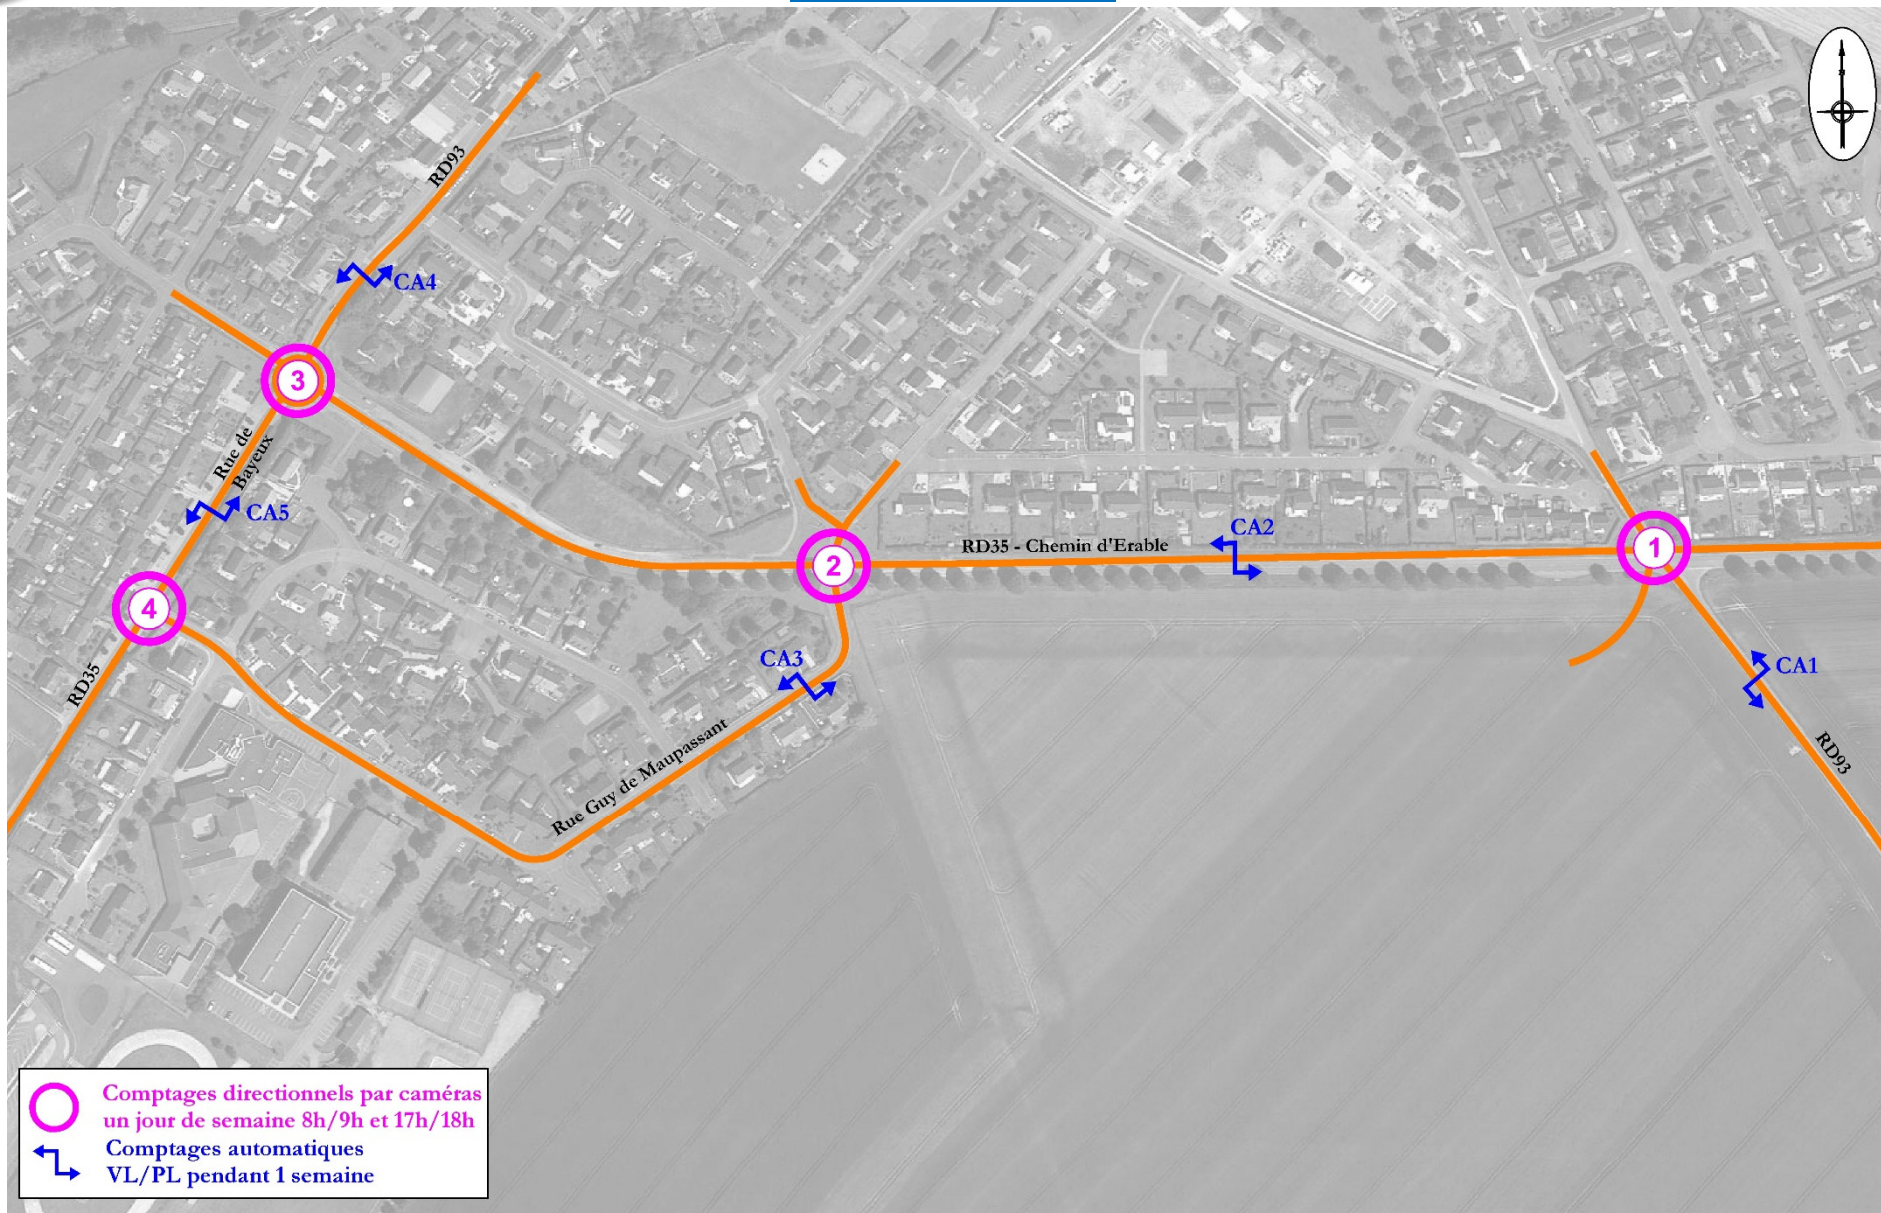 RD93
CA4
3
Rue de
Bayeux
CA5
CA2
RD35 - Chemin d'Erable
1
2
4
CA3
CA1
RD35
Rue Guy de Maupassant
RD93
Comptages directionnels par caméras
un jour de semaine 8h/9h et 17h/18h
Comptages automatiques
VL/PL pendant 1 semaine